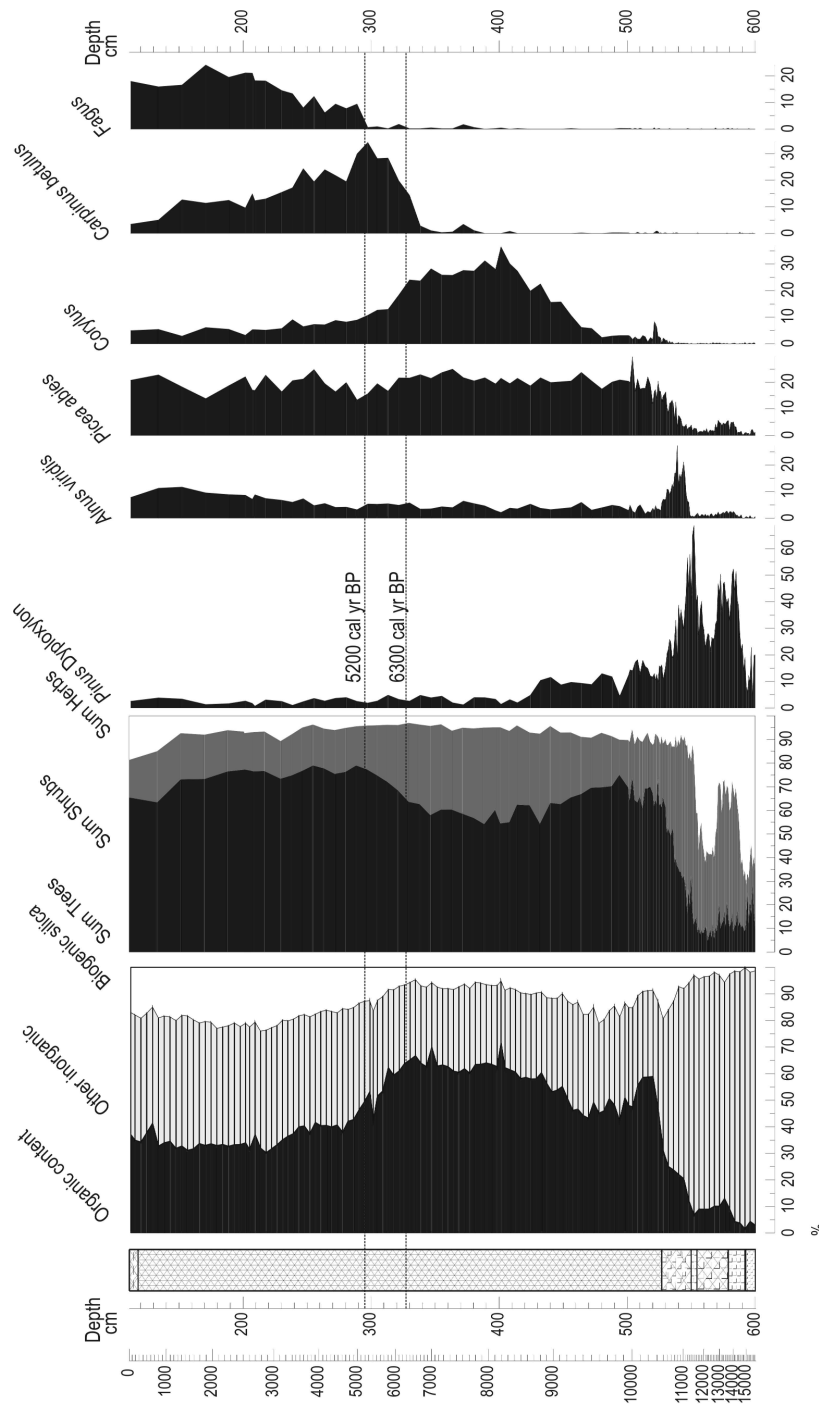 0
1000
2000
3000
4000
5000
6000
7000
8000
9000
10000
11000
12000
13000
14000
15000
Depth
cm
200
300
400
500
600
Organic content
Other inorganic
Biogenic silica
0 10 20 30 40 50 60 70 80 90
%
Sum Trees
Sum Shrubs
Sum Herbs
0 10 20 30 40 50 60 70 80 90
Pinus Dyploxylon
5200 cal yr BP
6300 cal yr BP
0 10 20 30 40 50 60
Alnus viridis
0 10 20
Picea abies
0 10 20
Corylus
0 10 20 30
Carpinus betulus
0 10 20 30
Fagus
0 10 20
Depth
cm
200
300
400
500
600